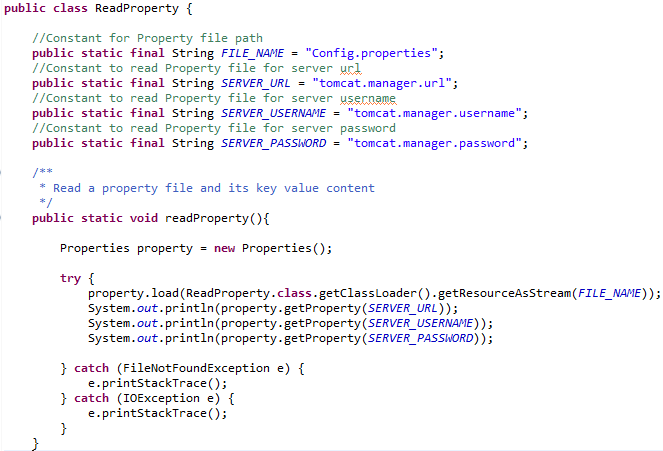 public class ReadProperty {
//Constant for Property file path
public static final String FILE_NAME = "Config.properties";
//Constant to read Property file for server url
public static final String SERVER_URL = "tomcat.manager.url";
//Constant to read Property file for server username
public static final String SERVER_USERNAME = "tomcat.manager.username";
//Constant to read Property file for server password
public static final String SERVER_PASSWORD = "tomcat.manager.password";
/**
* Read a property file and its key value content
*/
public static void readProperty(){
Properties property = new Properties();
try {
property.load(ReadProperty.class.getClassLoader().getResourceAsStream(FILE_NAME));
System.out.println(property.getProperty(SERVER_URL));
System.out.println(property.getProperty(SERVER_USERNAME));
System.out.println(property.getProperty(SERVER_PASSWORD));
} catch (FileNotFoundException e) {
e.printStackTrace();
} catch (IOException e) {
e.printStackTrace();
}
}